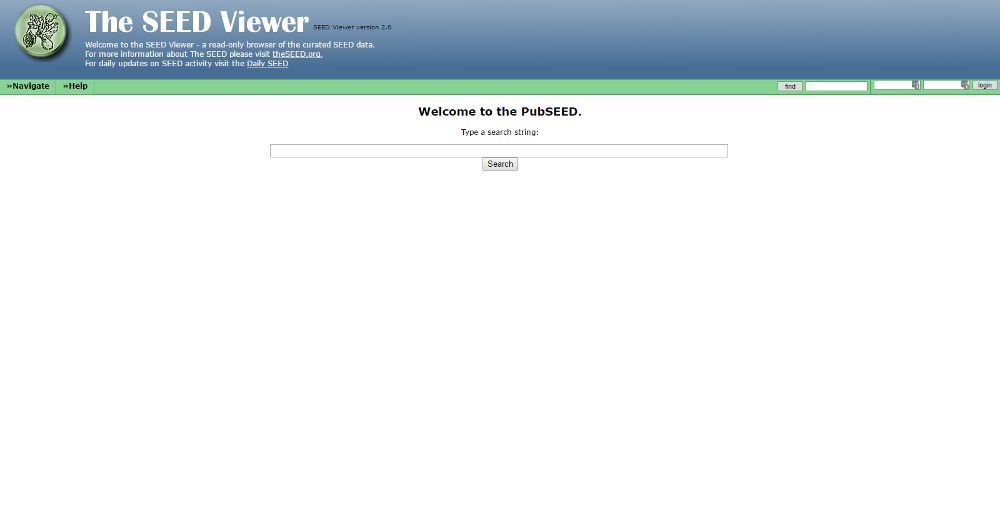 The SEED Viewer SEED Viewer version 2.0
Welcome to the SEED Viewer - a read-only browser of the curated SEED data.
For more information about The SEED please visit theSEED.org.
For daily updates on SEED activity visit the Daily SEED
»Navigate »Help find login
Welcome to the PubSEED.
Type a search string:
Search